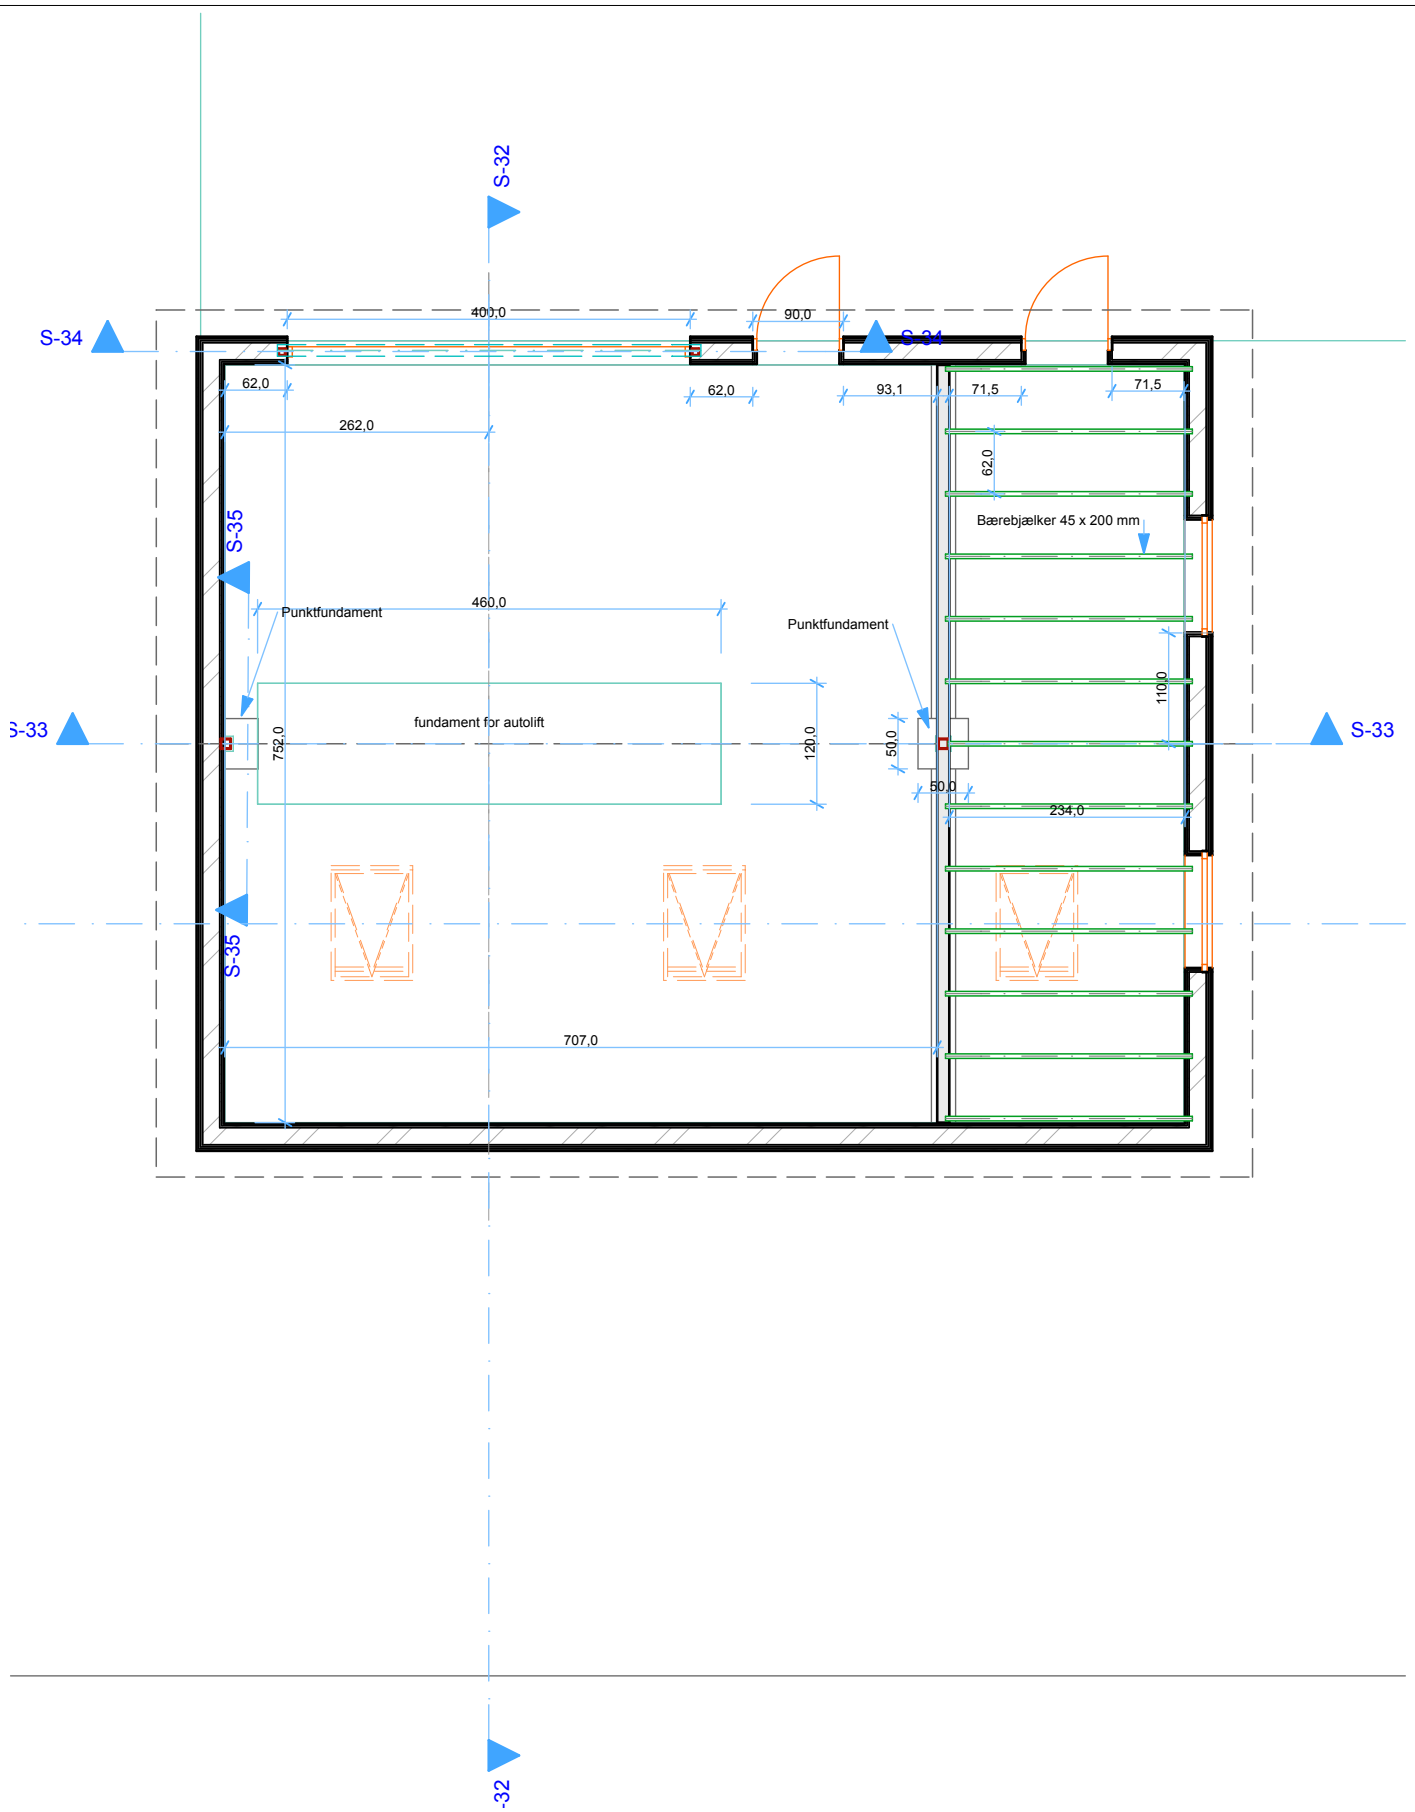 S-32
400,0
90,0
S-34
S-34
62,0
62,0
93,1
71,5
71,5
262,0
62,0
Bærebjælker 45 x 200 mm
S-35
460,0
Punktfundament
Punktfundament
110,0
fundament for autolift
S-33
752,0
120,0
50,0
S-33
50,0
234,0
S-35
707,0
S-32